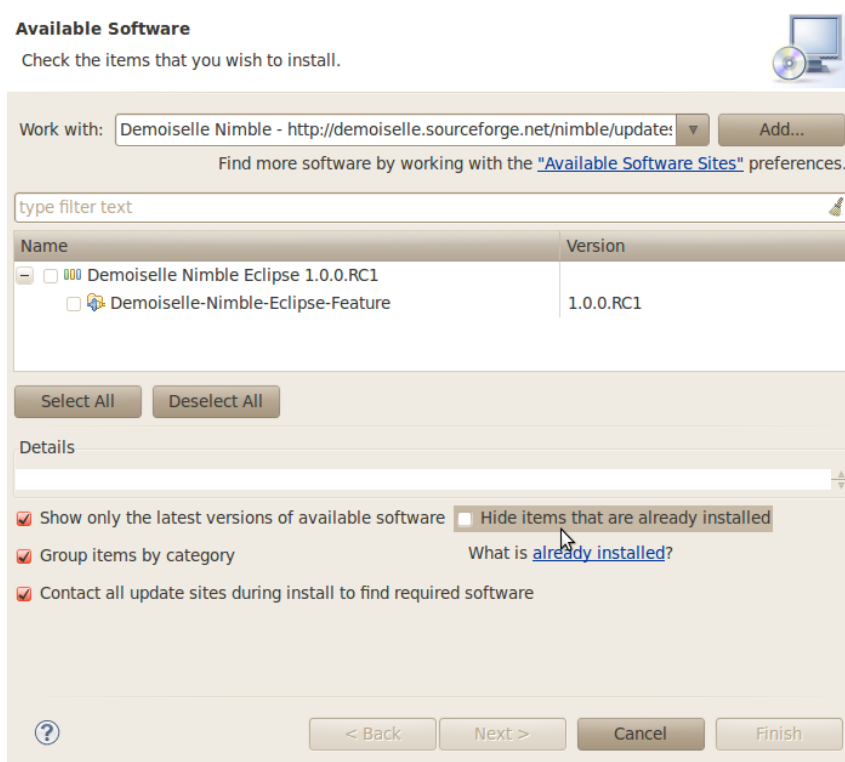 Available Software
Check the items that you wish to install.
Work with: Demoiselle Nimble - http://demoiselle.sourceforge.net/nimble/updates Add...
Find more software by working with the "Available Software Sites" preferences.
type filter text
Name Version
Demoiselle Nimble Eclipse 1.0.0.RC1
Demoiselle-Nimble-Eclipse-Feature 1.0.0.RC1
Select All Deselect All
Details
Show only the latest versions of available software Hide items that are already installed
Group items by category What is already installed?
Contact all update sites during install to find required software
? < Back Next > Cancel Finish